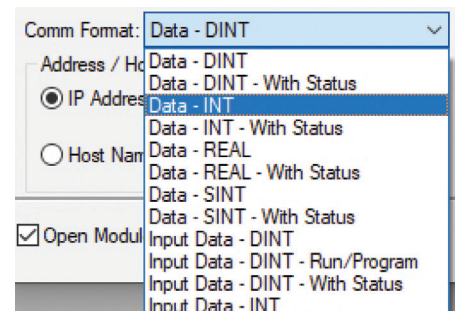 Comm Format: Data - DINT
Address / Ho
IP Addres
Host Nam
Open Modul
Data - DINT
Data - DINT - With Status
Data - INT
Data - INT - With Status
Data - REAL
Data - REAL - With Status
Data - SINT
Data - SINT - With Status
Input Data - DINT
Input Data - DINT - Run/Program
Input Data - DINT - With Status
Input Data - INT